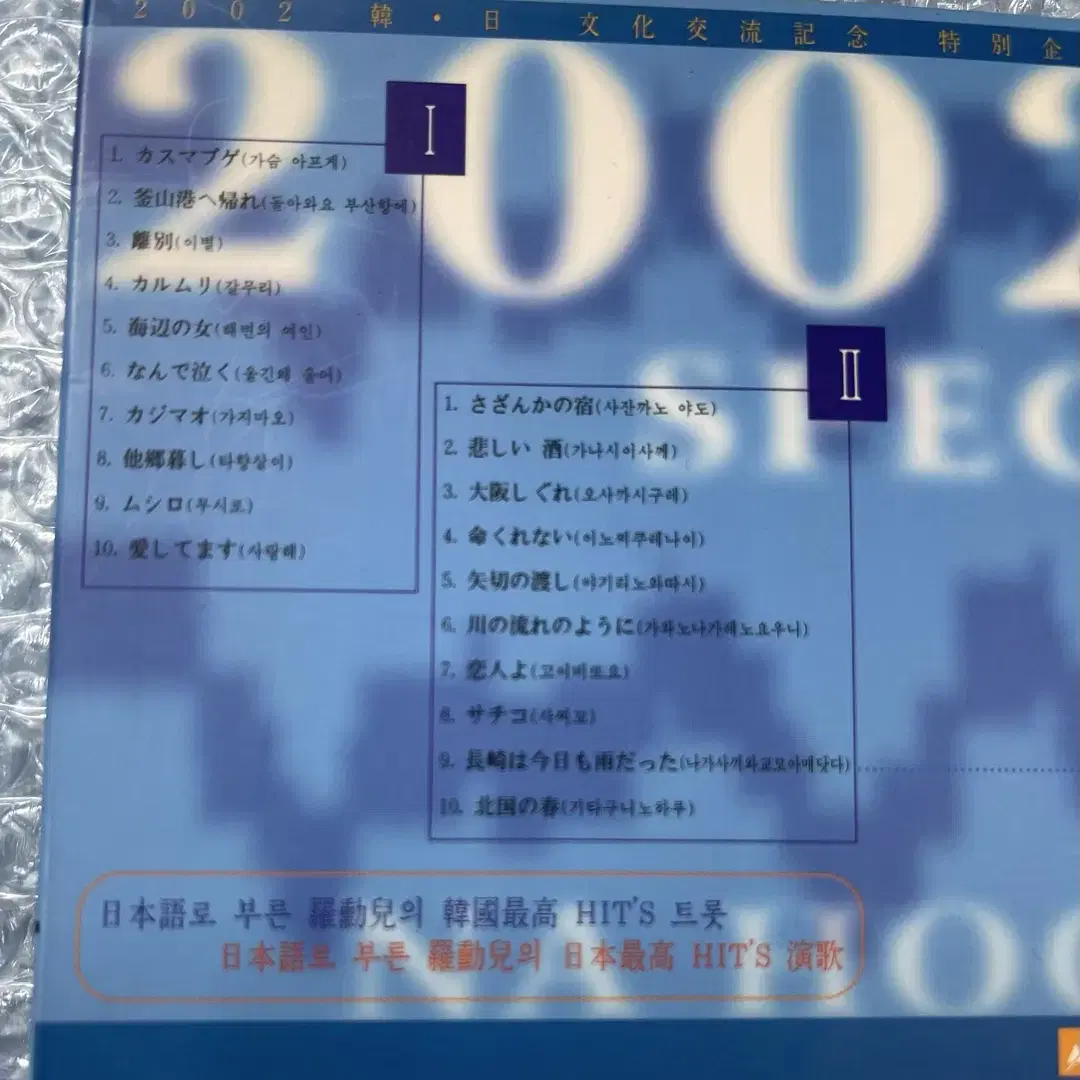 2002 韓・日 文化交流記念 特別企
2002
I
1. カスマプゲ(가슴 아프게)
2. 釜山港へ帰れ(돌아와요 부산항에)
3. 離別(이별)
4. カルムリ(갈무리)
5. 海辺の女(해변의 여인)
6. なんで泣く(울긴왜 울어)
7. カジマオ(가지마오)
8. 他郷暮し(타향살이)
9. ムシロ(무시로)
10. 愛してます(사랑해)
SPEC
II
1. さざんかの宿(사잔까노 야도)
2. 悲しい 酒(가나시이사께)
3. 大阪しぐれ(오사까시구레)
4. 命くれない(이노찌쿠레나이)
5. 矢切の渡し(야기리노와따시)
6. 川の流れのように(가와노나가레노요우니)
7. 恋人よ(고이비또요)
8. サチコ(사찌꼬)
9. 長崎は今日も雨だった(나가사끼와교모아메닷다)
10. 北国の春(기타구니노하루)
日本語로 부른 羅勳兒의 韓國最高 HIT'S 트롯
日本語로 부른 羅勳兒의 日本最高 HIT'S 演歌
NA HOO